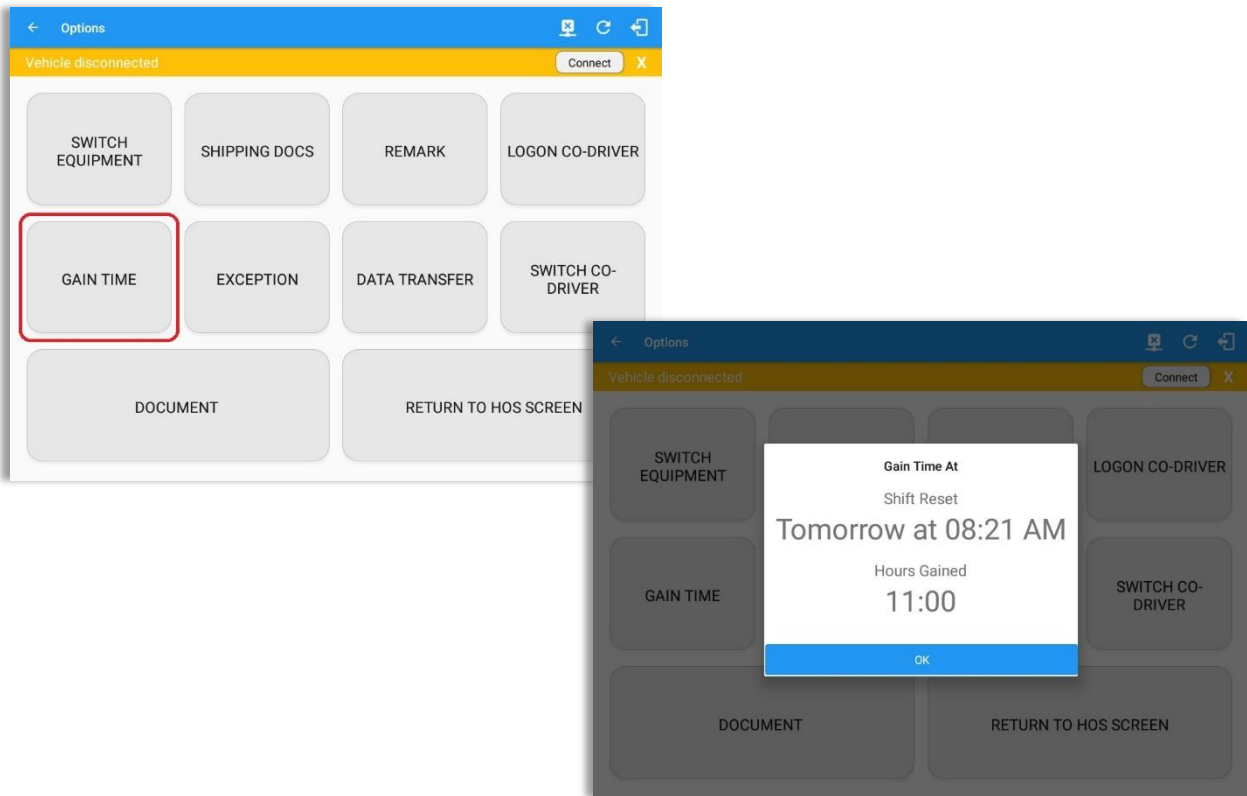 Options
Vehicle disconnected
Connect
X
SWITCH
EQUIPMENT
SHIPPING DOCS
REMARK
LOGON CO-DRIVER
GAIN TIME
EXCEPTION
DATA TRANSFER
SWITCH CO-
DRIVER
DOCUMENT
RETURN TO HOS SCREEN
Options
Vehicle disconnected
Connect
X
SWITCH
EQUIPMENT
LOGON CO-DRIVER
Gain Time At
Shift Reset
Tomorrow at 08:21 AM
Hours Gained
11:00
OK
GAIN TIME
SWITCH CO-
DRIVER
DOCUMENT
RETURN TO HOS SCREEN